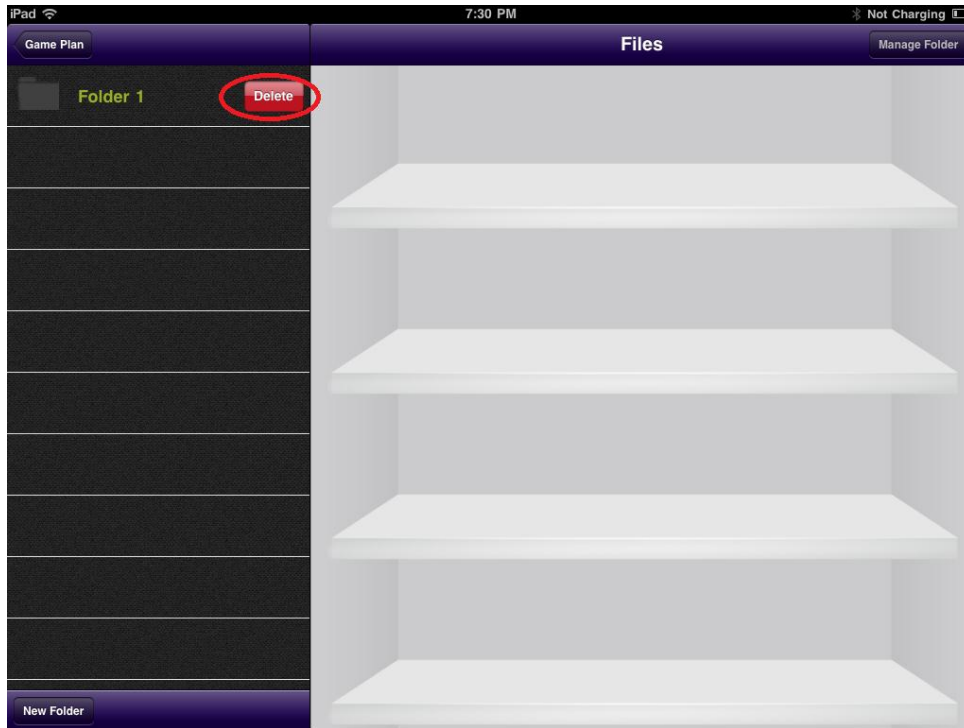 iPad 7:30 PM Not Charging
Game Plan Files Manage Folder
Folder 1 Delete
New Folder